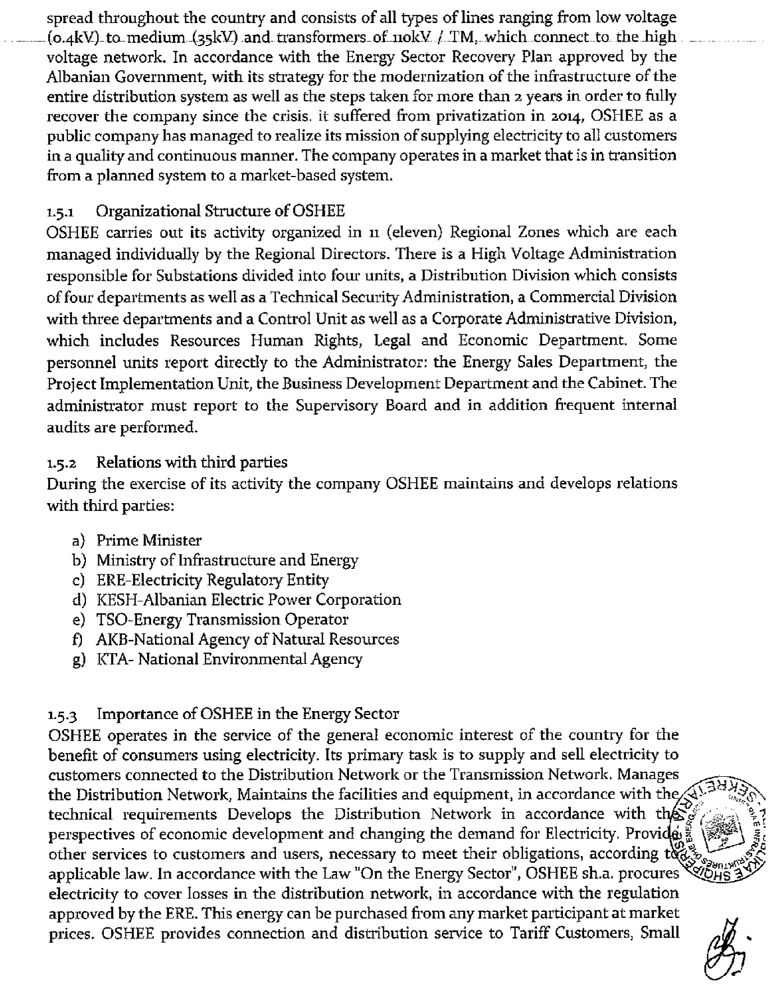 spread throughout the country and consists of all types of lines ranging from low voltage
(0.4kV) to medium (35kV) and transformers of 110kV / TM, which connect to the high
voltage network. In accordance with the Energy Sector Recovery Plan approved by the
Albanian Government, with its strategy for the modernization of the infrastructure of the
entire distribution system as well as the steps taken for more than 2 years in order to fully
recover the company since the crisis. it suffered from privatization in 2014, OSHEE as a
public company has managed to realize its mission of supplying electricity to all customers
in a quality and continuous manner. The company operates in a market that is in transition
from a planned system to a market-based system.
1.5.1 Organizational Structure of OSHEE
OSHEE carries out its activity organized in 11 (eleven) Regional Zones which are each
managed individually by the Regional Directors. There is a High Voltage Administration
responsible for Substations divided into four units, a Distribution Division which consists
of four departments as well as a Technical Security Administration, a Commercial Division
with three departments and a Control Unit as well as a Corporate Administrative Division,
which includes Resources Human Rights, Legal and Economic Department. Some
personnel units report directly to the Administrator: the Energy Sales Department, the
Project Implementation Unit, the Business Development Department and the Cabinet. The
administrator must report to the Supervisory Board and in addition frequent internal
audits are performed.
1.5.2 Relations with third parties
During the exercise of its activity the company OSHEE maintains and develops relations
with third parties:
a) Prime Minister
b) Ministry of Infrastructure and Energy
c) ERE-Electricity Regulatory Entity
d) KESH-Albanian Electric Power Corporation
e) TSO-Energy Transmission Operator
f) AKB-National Agency of Natural Resources
g) KTA- National Environmental Agency
1.5.3 Importance of OSHEE in the Energy Sector
OSHEE operates in the service of the general economic interest of the country for the
benefit of consumers using electricity. Its primary task is to supply and sell electricity to
customers connected to the Distribution Network or the Transmission Network. Manages
the Distribution Network, Maintains the facilities and equipment, in accordance with the
technical requirements Develops the Distribution Network in accordance with the
perspectives of economic development and changing the demand for Electricity. Provide
other services to customers and users, necessary to meet their obligations, according to
applicable law. In accordance with the Law "On the Energy Sector", OSHEE sh.a. procures
electricity to cover losses in the distribution network, in accordance with the regulation
approved by the ERE. This energy can be purchased from any market participant at market
prices. OSHEE provides connection and distribution service to Tariff Customers, Small